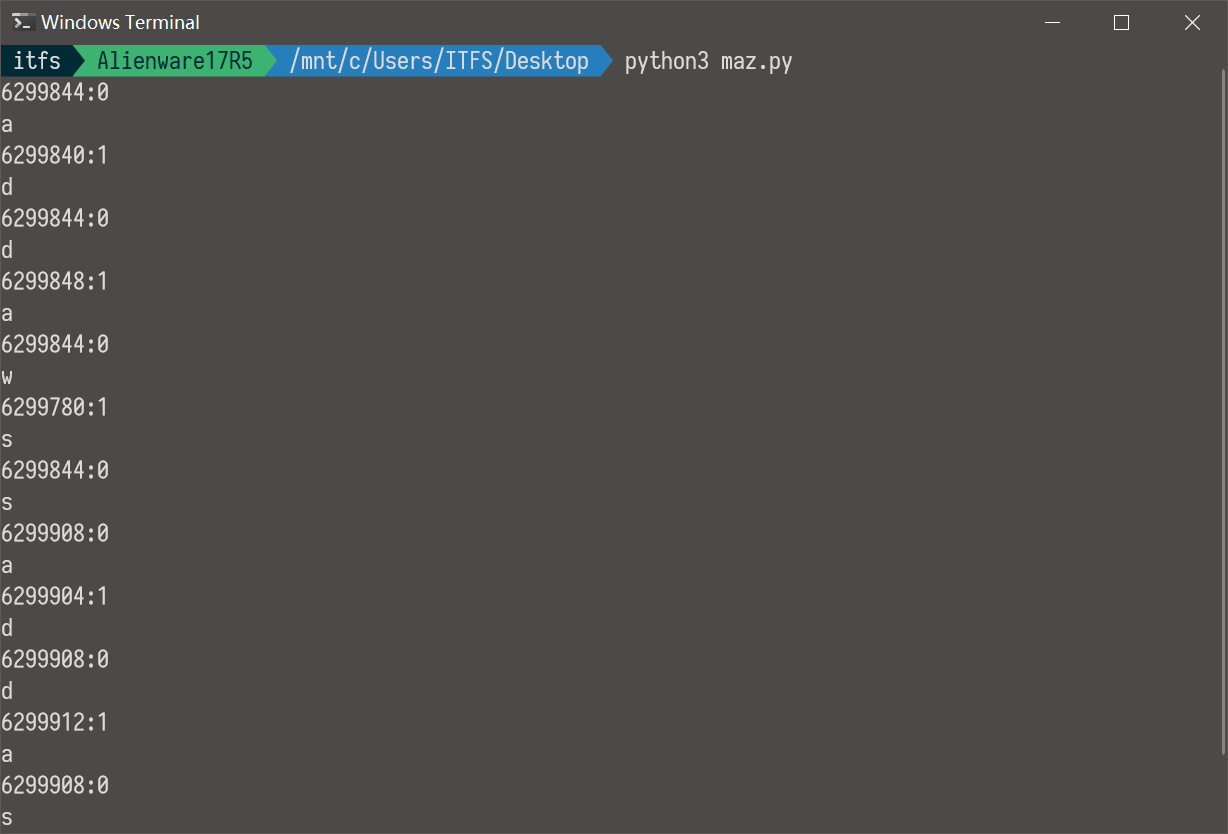 Windows Terminal
itfs Alienware17R5 /mnt/c/Users/ITFS/Desktop python3 maz.py
6299844:0
a
6299840:1
d
6299844:0
d
6299848:1
a
6299844:0
w
6299780:1
s
6299844:0
s
6299908:0
a
6299904:1
d
6299908:0
d
6299912:1
a
6299908:0
s